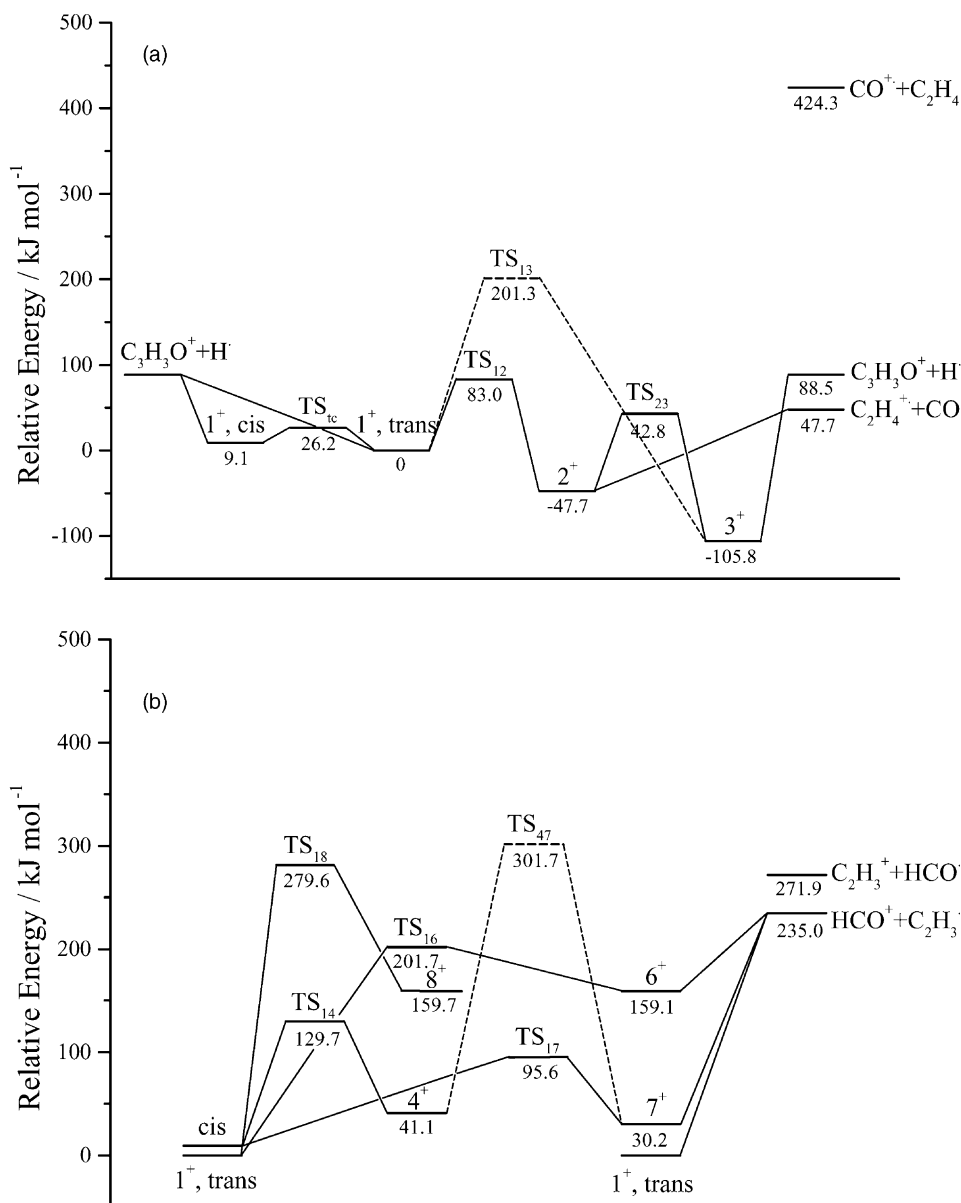 500
(a)
CO⁺·+C₂H₄
424.3
400
300
TS₁₃
201.3
200
C₃H₃O⁺+H·
TS₁₂
83.0
C₃H₃O⁺+H·
88.5
100
1⁺, cis
TSₜc
1⁺, trans
TS₂₃
C₂H₄⁺·+CO
47.7
9.1
26.2
0
42.8
0
2⁺
-47.7
3⁺
-105.8
-100
Relative Energy / kJ mol⁻¹
500
(b)
400
TS₄₇
301.7
300
TS₁₈
279.6
C₂H₃⁺+HCO·
271.9
HCO⁺+C₂H₃·
235.0
TS₁₆
201.7
200
8⁺
159.7
6⁺
159.1
TS₁₄
129.7
TS₁₇
95.6
100
4⁺
41.1
7⁺
30.2
cis
0
1⁺, trans
1⁺, trans
Relative Energy / kJ mol⁻¹